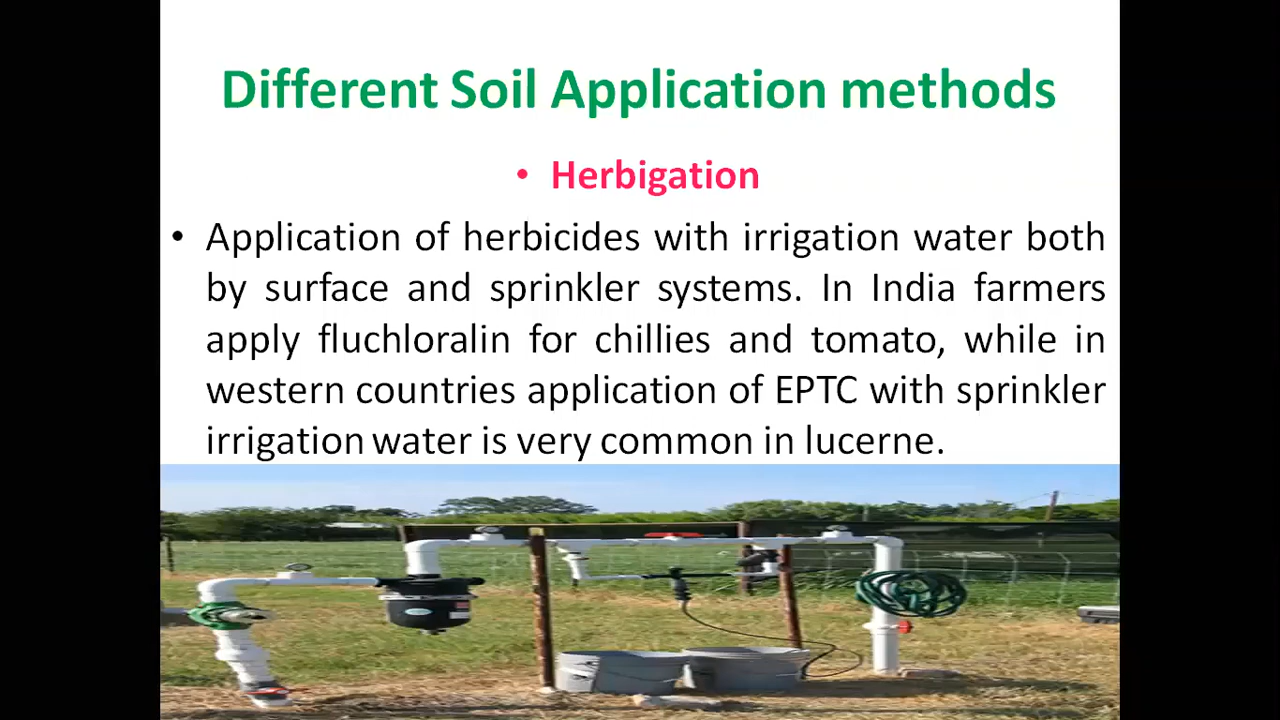 Different Soil Application methods
• Herbigation
• Application of herbicides with irrigation water both
by surface and sprinkler systems. In India farmers
apply fluchloralin for chillies and tomato, while in
western countries application of EPTC with sprinkler
irrigation water is very common in lucerne.